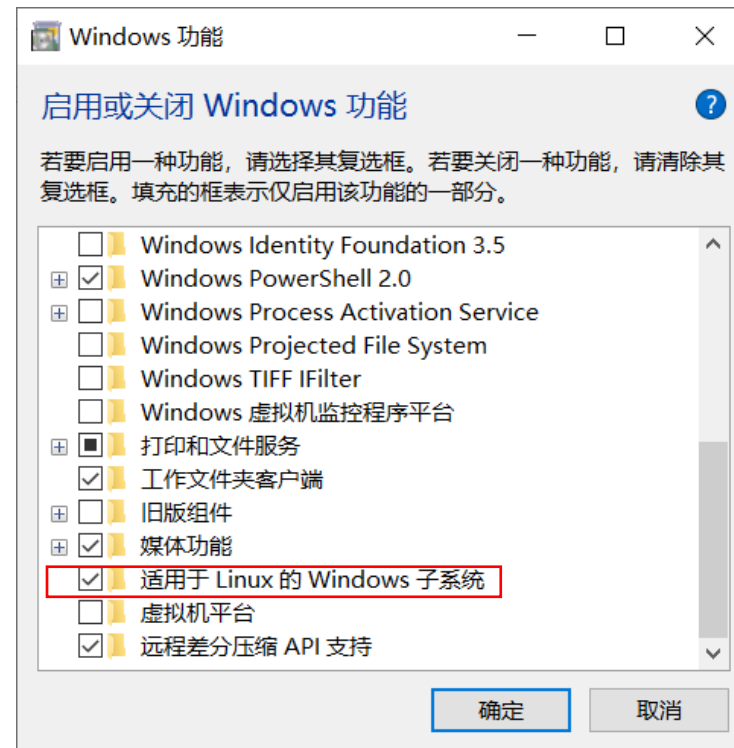 Windows 功能
启用或关闭 Windows 功能
若要启用一种功能，请选择其复选框。若要关闭一种功能，请清除其
复选框。填充的框表示仅启用该功能的一部分。
Windows Identity Foundation 3.5
Windows PowerShell 2.0
Windows Process Activation Service
Windows Projected File System
Windows TIFF IFilter
Windows 虚拟机监控程序平台
打印和文件服务
工作文件夹客户端
旧版组件
媒体功能
适用于 Linux 的 Windows 子系统
虚拟机平台
远程差分压缩 API 支持
确定 取消